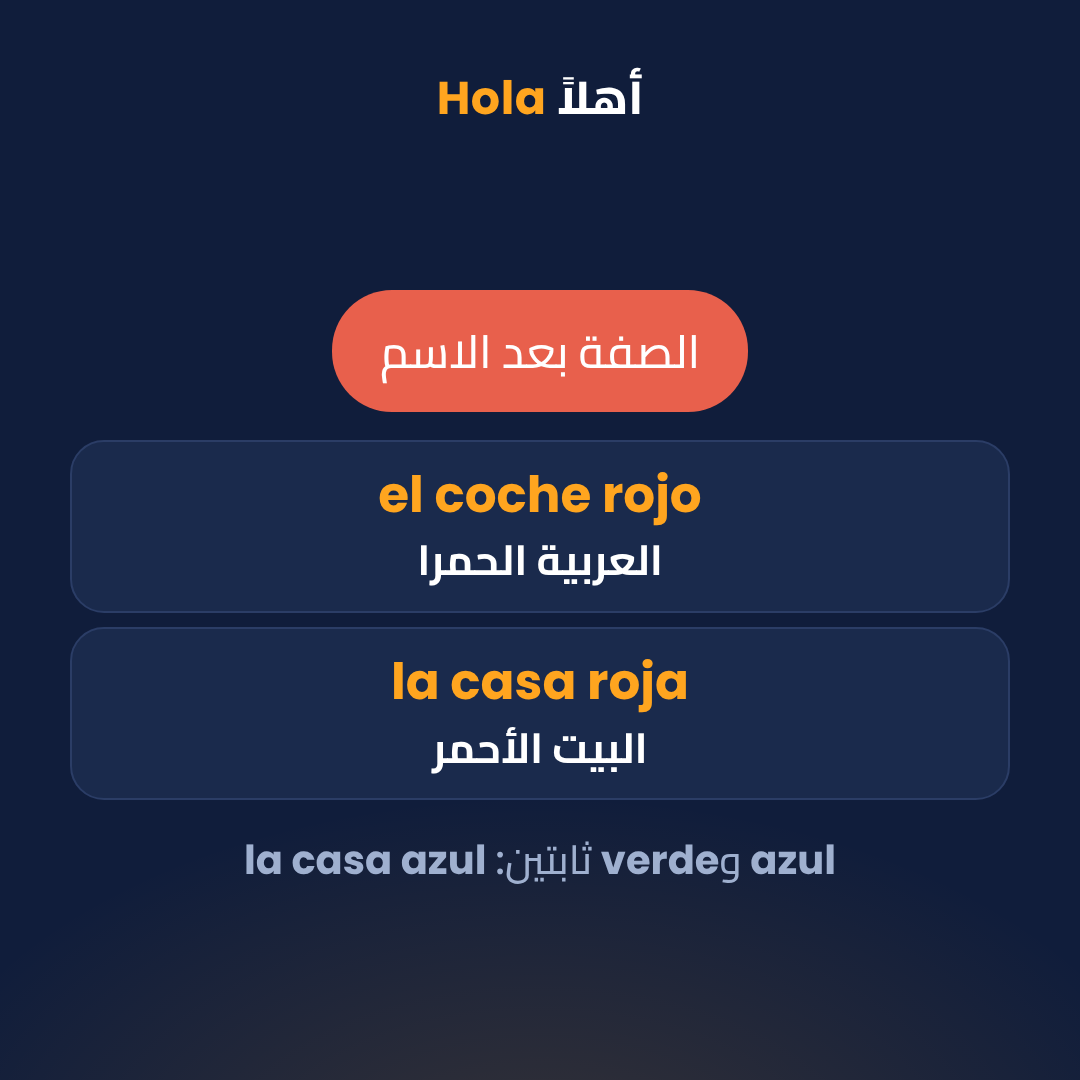 أهلاً Hola
الصفة بعد الاسم
el coche rojo
العربية الحمرا
la casa roja
البيت الأحمر
azul وverde ثابتين: la casa azul